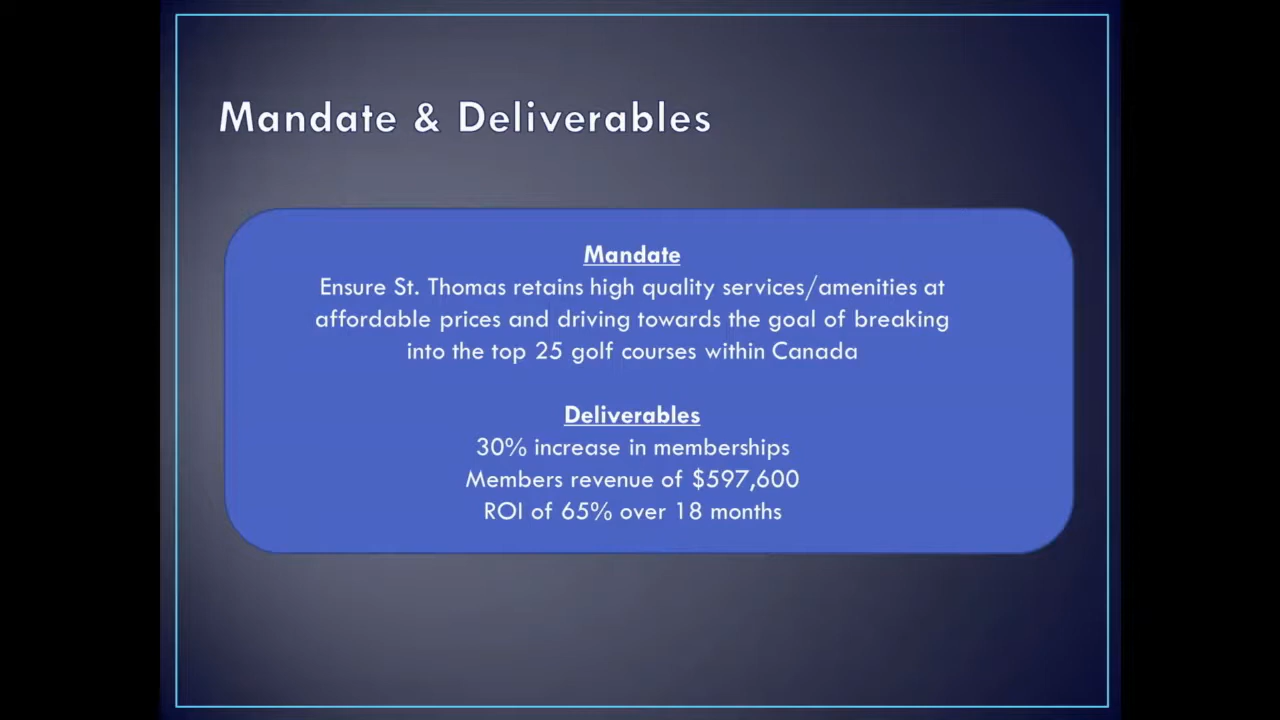 Mandate & Deliverables
Mandate
Ensure St. Thomas retains high quality services/amenities at
affordable prices and driving towards the goal of breaking
into the top 25 golf courses within Canada
Deliverables
30% increase in memberships
Members revenue of $597,600
ROI of 65% over 18 months